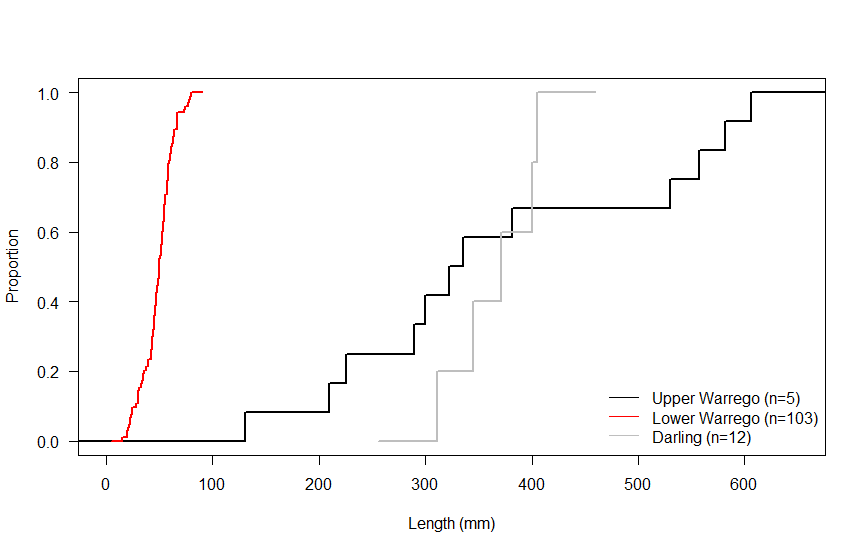 1.0
0.8
0.6
0.4
0.2
0.0
Proportion
0 100 200 300 400 500 600
Length (mm)
Upper Warrego (n=5)
Lower Warrego (n=103)
Darling (n=12)